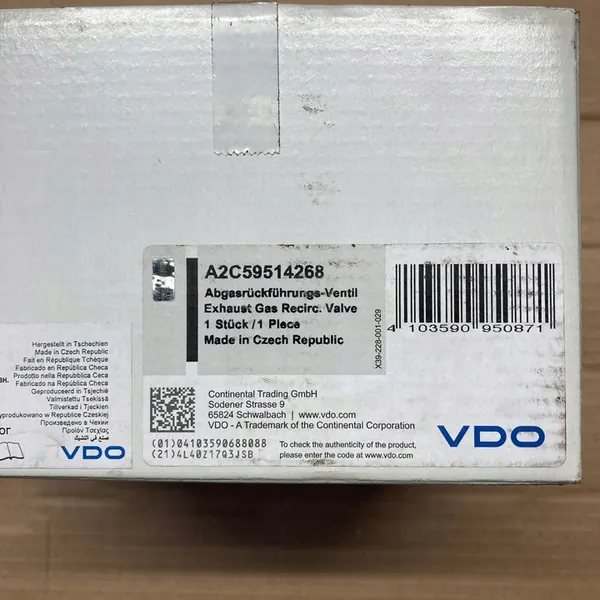 A2C59514268
Abgasrückführungs-Ventil
Exhaust Gas Recirc. Valve
1 Stück/1 Piece
Made in Czech Republic
X39-228-001-029
4 103590 950871
Continental Trading GmbH
Sodener Strasse 9
65824 Schwalbach | www.vdo.com
VDO - A Trademark of the Continental Corporation
(01)04103590688088
(21)4L40Z17Q3JSB
To check the authenticity of the product,
please enter the code at www.vdo.com
VDO
Hergestellt in Tschechien
Made in Czech Republic
Fait en République Tchèque
Fabricado en República Checa
Prodotto nella Repubblica Ceca
Fabricado na República Checa
Geproduceerd in Tsjechië
Valmistettu Tsekissä
Tillverkad i Tjeckien
yprodukowano w Republice Czeskiej
Произведено в Чехии
Προϊόν Τσεχίας
صنع في التشيك
VDO